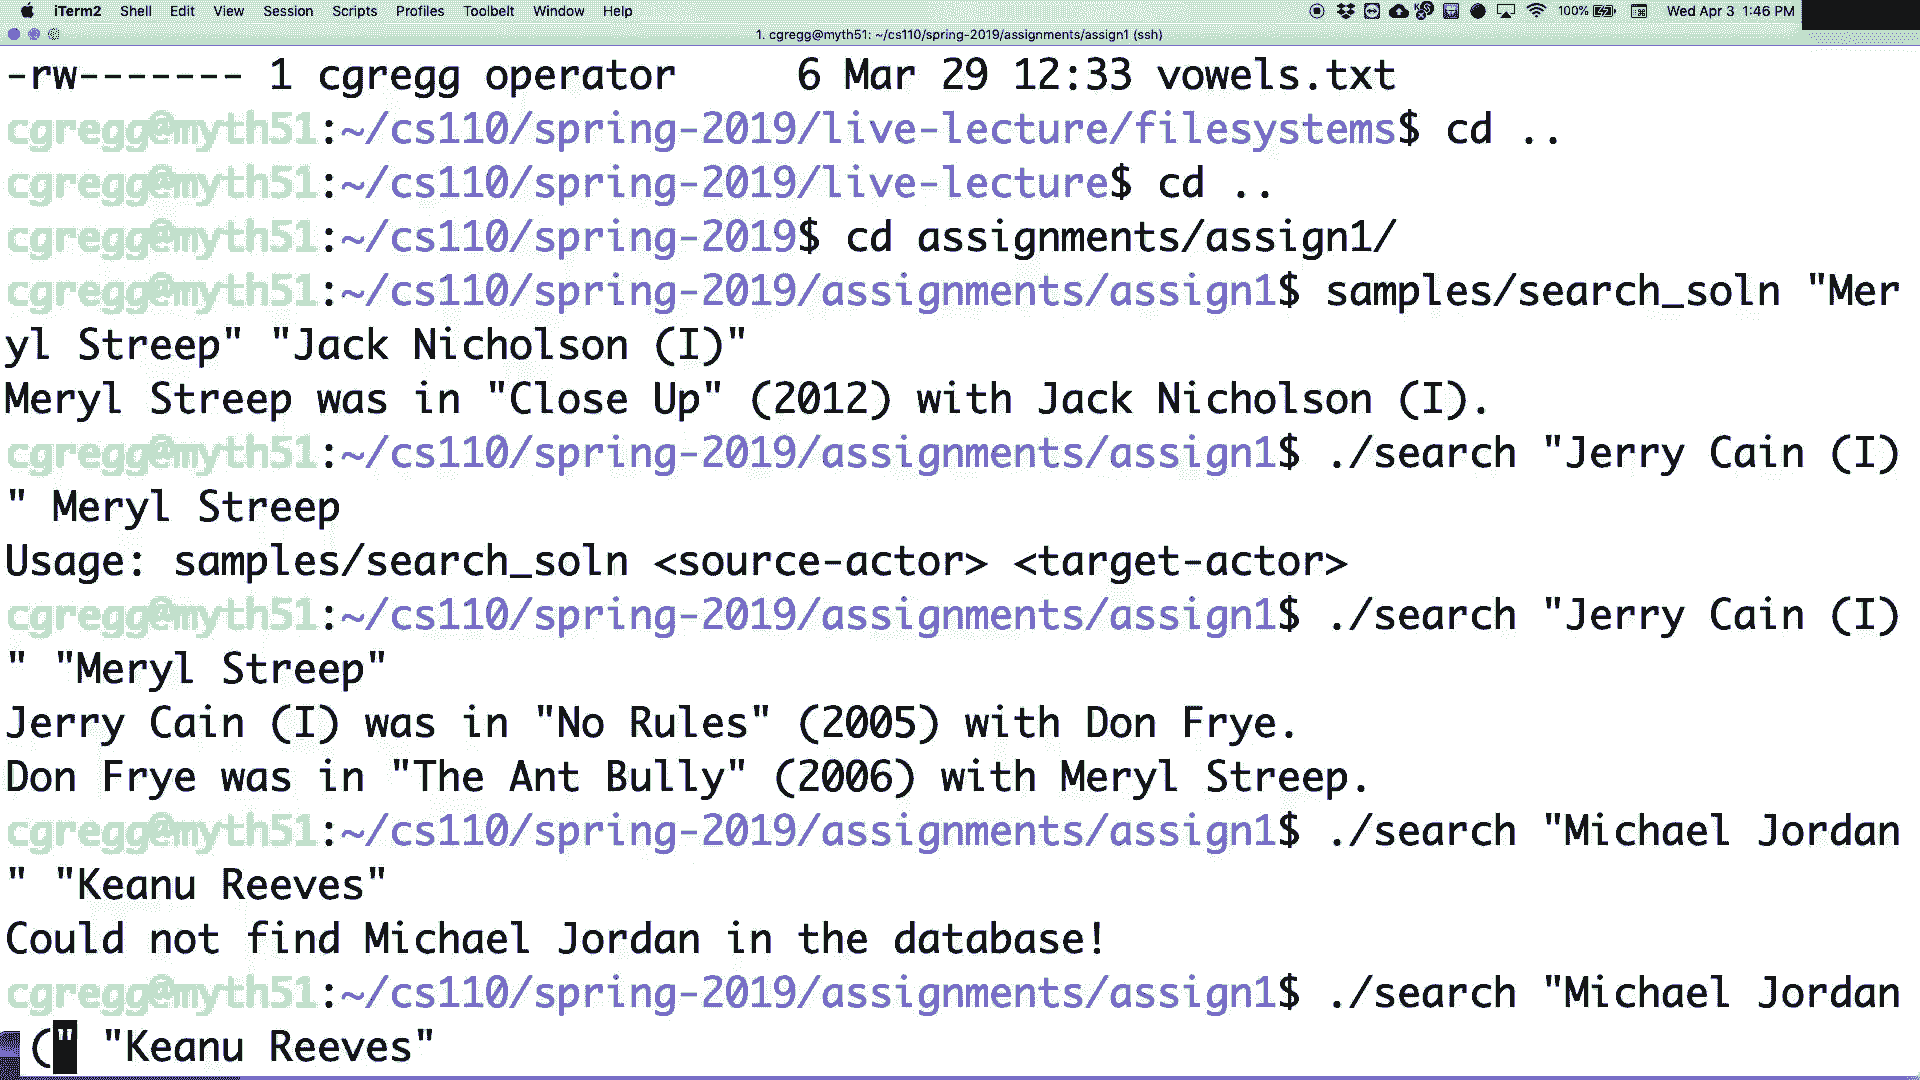 iTerm2 Shell Edit View Session Scripts Profiles Toolbelt Window Help 100% Wed Apr 3 1:46 PM
1. cgregg@myth51: ~/cs110/spring-2019/assignments/assign1 (ssh)
-rw------- 1 cgregg operator 6 Mar 29 12:33 vowels.txt
cgregg@myth51:~/cs110/spring-2019/live-lecture/filesystems$ cd ..
cgregg@myth51:~/cs110/spring-2019/live-lecture$ cd ..
cgregg@myth51:~/cs110/spring-2019$ cd assignments/assign1/
cgregg@myth51:~/cs110/spring-2019/assignments/assign1$ samples/search_soln "Mer
yl Streep" "Jack Nicholson (I)"
Meryl Streep was in "Close Up" (2012) with Jack Nicholson (I).
cgregg@myth51:~/cs110/spring-2019/assignments/assign1$ ./search "Jerry Cain (I)
" Meryl Streep
Usage: samples/search_soln <source-actor> <target-actor>
cgregg@myth51:~/cs110/spring-2019/assignments/assign1$ ./search "Jerry Cain (I)
" "Meryl Streep"
Jerry Cain (I) was in "No Rules" (2005) with Don Frye.
Don Frye was in "The Ant Bully" (2006) with Meryl Streep.
cgregg@myth51:~/cs110/spring-2019/assignments/assign1$ ./search "Michael Jordan
" "Keanu Reeves"
Could not find Michael Jordan in the database!
cgregg@myth51:~/cs110/spring-2019/assignments/assign1$ ./search "Michael Jordan
(" "Keanu Reeves"